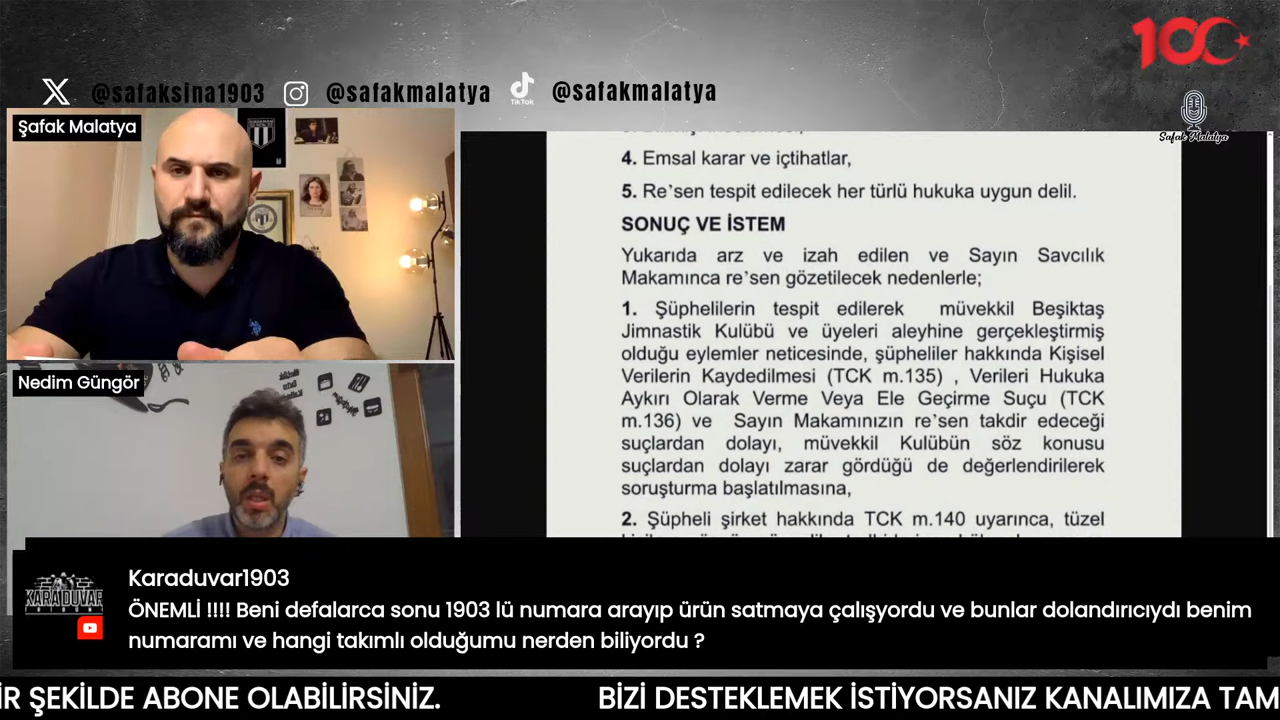 100
@safaksina1903 @safakmalatya TikTok @safakmalatya
Safak Malatya
Şafak Malatya
4. Emsal karar ve içtihatlar,
5. Re'sen tespit edilecek her türlü hukuka uygun delil.
SONUÇ VE İSTEM
Yukarıda arz ve izah edilen ve Sayın Savcılık
Makamınca re'sen gözetilecek nedenlerle;
1. Şüphelilerin tespit edilerek müvekkil Beşiktaş
Jimnastik Kulübü ve üyeleri aleyhine gerçekleştirmiş
olduğu eylemler neticesinde, şüpheliler hakkında Kişisel
Verilerin Kaydedilmesi (TCK m.135) , Verileri Hukuka
Aykırı Olarak Verme Veya Ele Geçirme Suçu (TCK
m.136) ve Sayın Makamınızın re'sen takdir edeceği
suçlardan dolayı, müvekkil Kulübün söz konusu
suçlardan dolayı zarar gördüğü de değerlendirilerek
soruşturma başlatılmasına,
2. Şüpheli şirket hakkında TCK m.140 uyarınca, tüzel
Nedim Güngör
KARA DUVAR
Karaduvar1903
ÖNEMLİ !!!! Beni defalarca sonu 1903 lü numara arayıp ürün satmaya çalışyordu ve bunlar dolandırıcıydı benim
numaramı ve hangi takımlı olduğumu nerden biliyordu ?
İR ŞEKİLDE ABONE OLABİLİRSİNİZ. BİZİ DESTEKLEMEK İSTİYORSANIZ KANALIMIZA TAM